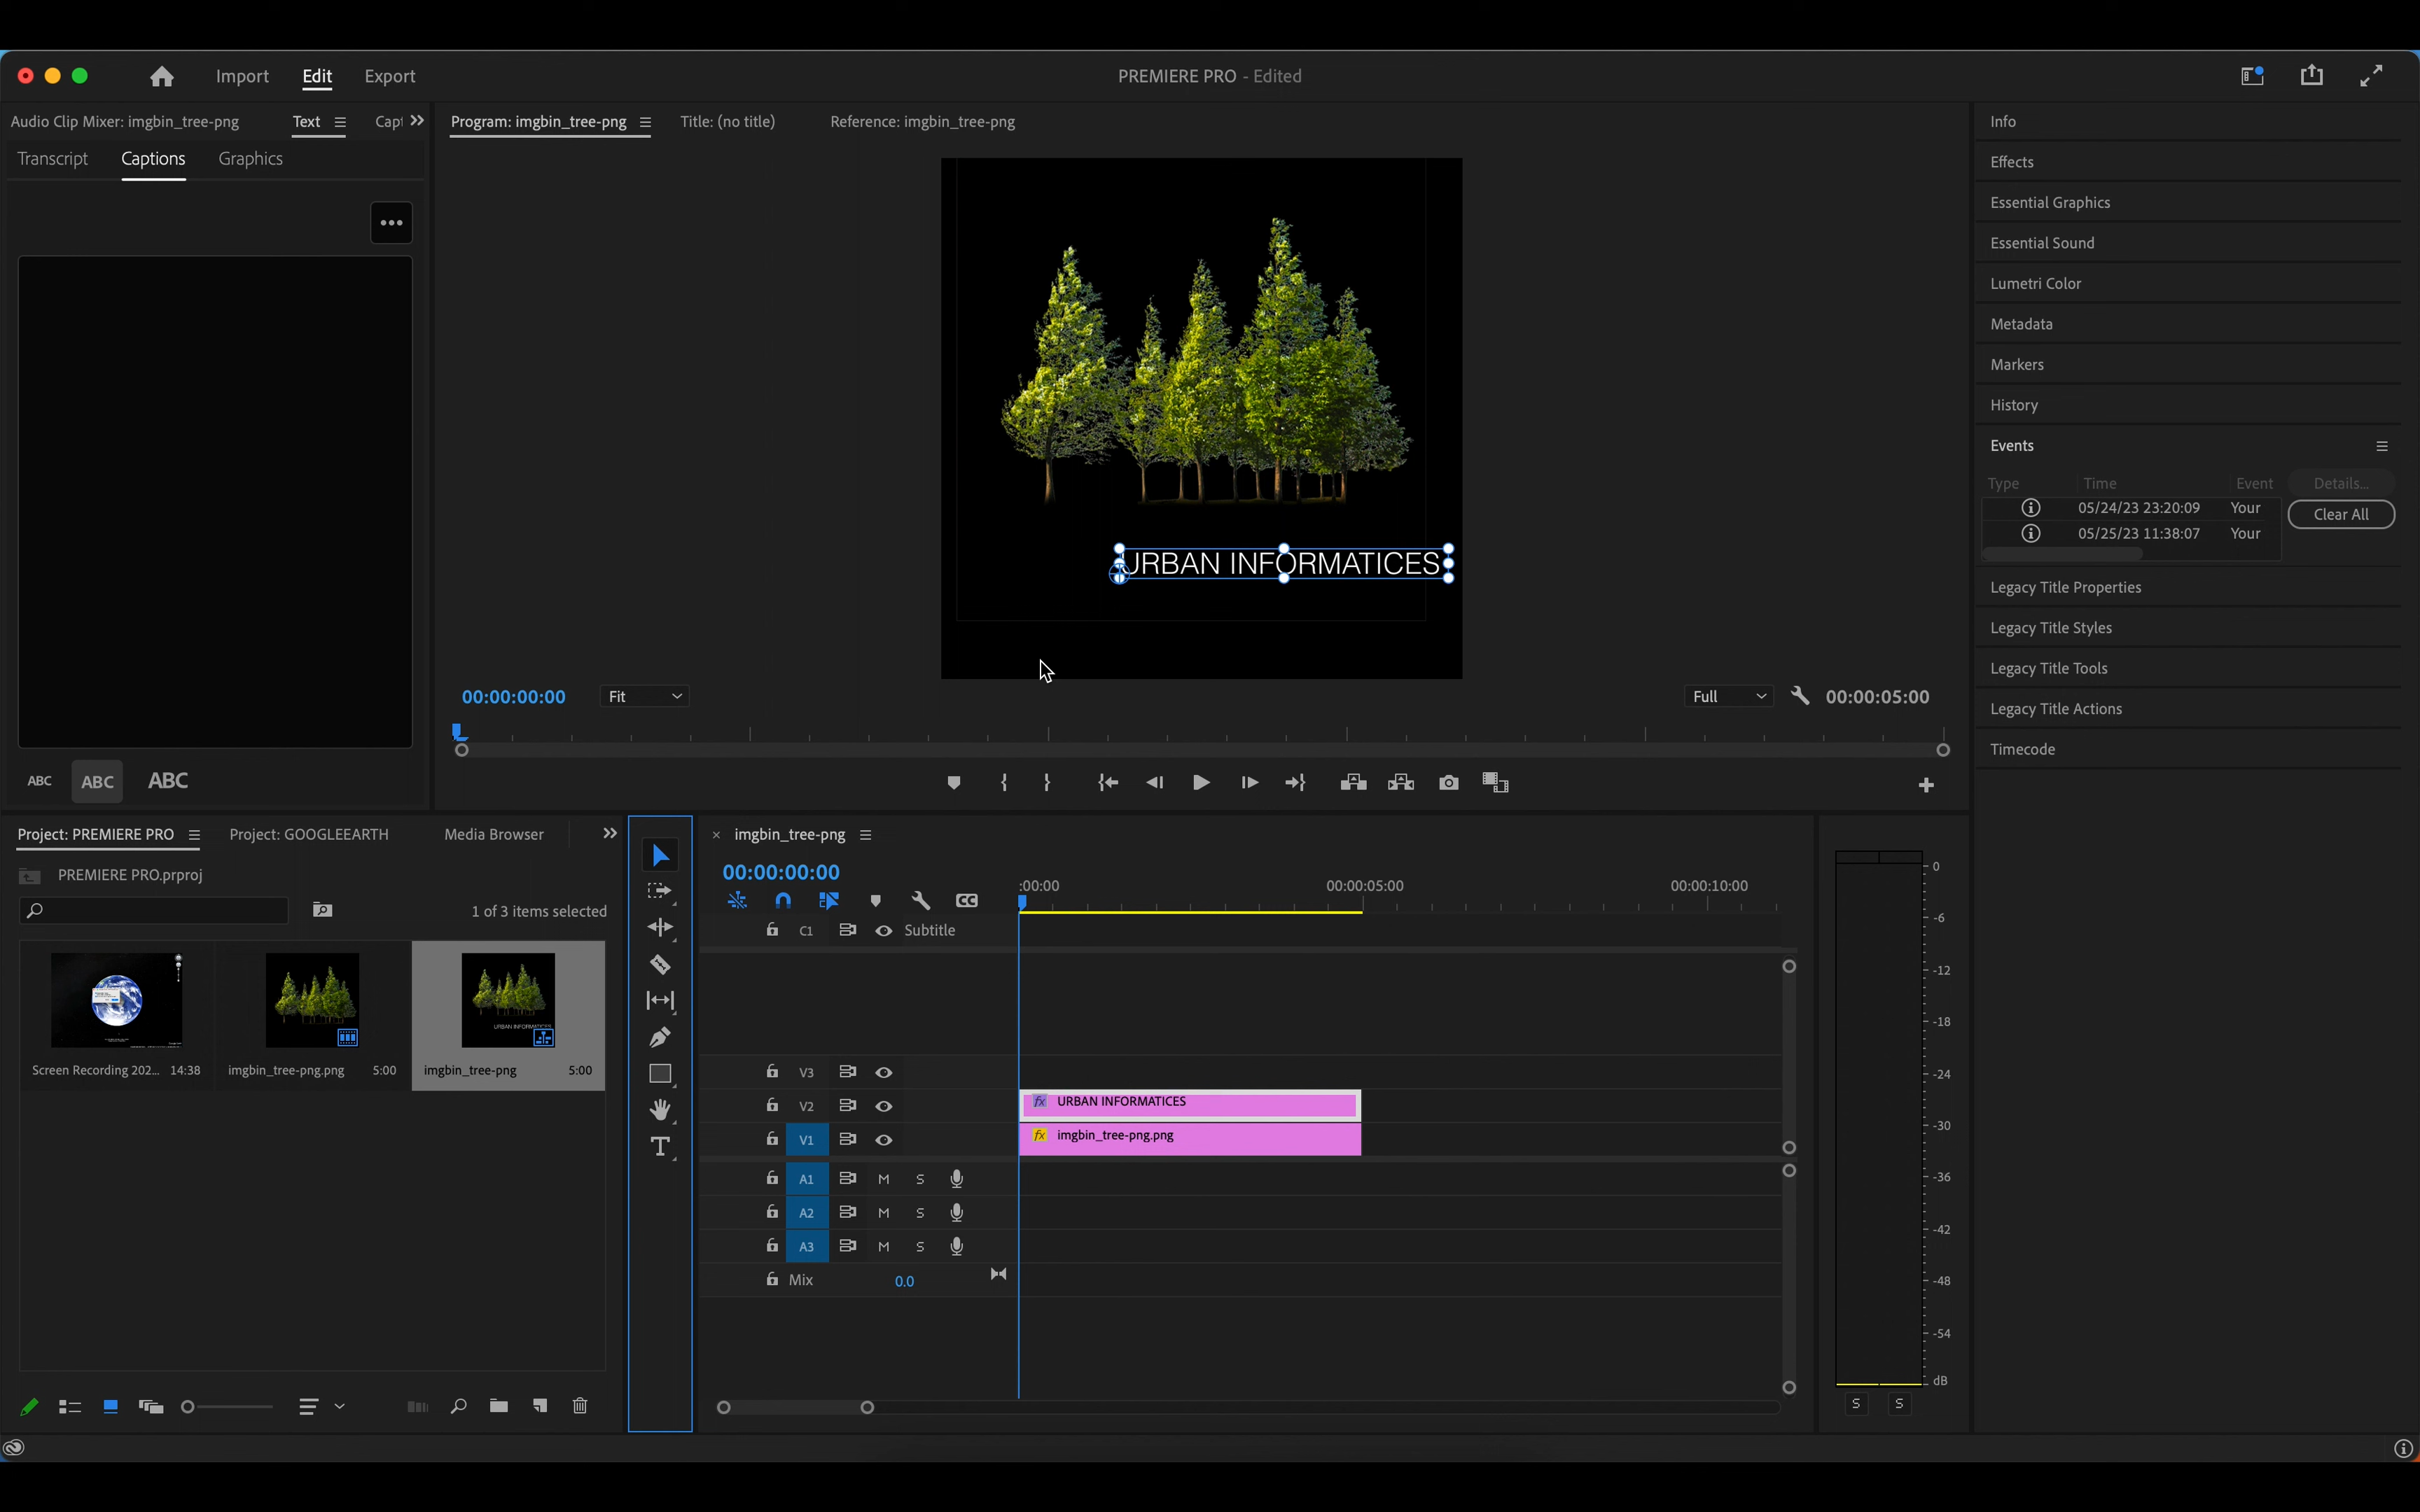 Import Edit Export PREMIERE PRO - Edited
Audio Clip Mixer: imgbin_tree-png Text Capt
Program: imgbin_tree-png Title: (no title) Reference: imgbin_tree-png
Transcript Captions Graphics
URBAN INFORMATICES
00:00:00:00 Fit Full 00:00:05:00
ABC ABC ABC
Info
Effects
Essential Graphics
Essential Sound
Lumetri Color
Metadata
Markers
History
Events
Type Time Event Details...
05/24/23 23:20:09 Your Clear All
05/25/23 11:38:07 Your
Legacy Title Properties
Legacy Title Styles
Legacy Title Tools
Legacy Title Actions
Timecode
Project: PREMIERE PRO Project: GOOGLEEARTH Media Browser
PREMIERE PRO.prproj
1 of 3 items selected
Screen Recording 202... 14:38 imgbin_tree-png.png 5:00 imgbin_tree-png 5:00
imgbin_tree-png
00:00:00:00
:00:00 00:00:05:00 00:00:10:00
CC
C1 Subtitle
V3
V2 fx URBAN INFORMATICES
V1 fx imgbin_tree-png.png
A1 M S
A2 M S
A3 M S
Mix 0.0
0
-6
-12
-18
-24
-30
-36
-42
-48
-54
dB
S S